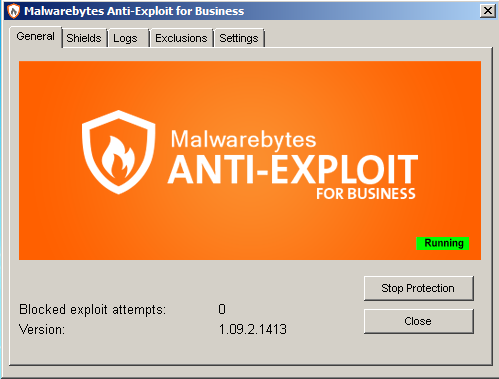 Malwarebytes Anti-Exploit for Business
General Shields Logs Exclusions Settings
Malwarebytes
ANTI-EXPLOIT
FOR BUSINESS
Running
Stop Protection
Blocked exploit attempts: 0
Close
Version: 1.09.2.1413